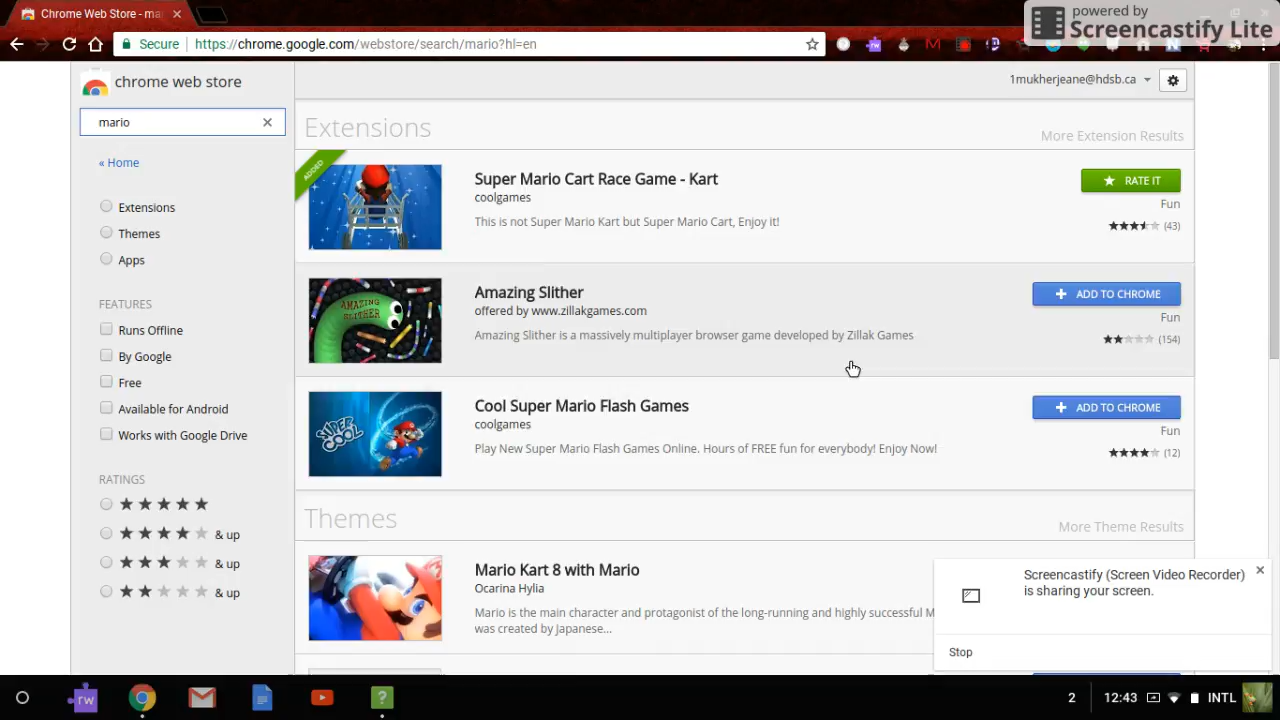 Chrome Web Store - ma
powered by
Screencastify Lite
Secure
https://chrome.google.com/webstore/search/mario?hl=en
chrome web store
1mukherjeane@hdsb.ca
mario
« Home
Extensions
Themes
Apps
FEATURES
Runs Offline
By Google
Free
Available for Android
Works with Google Drive
RATINGS
& up
& up
& up
Extensions
More Extension Results
ADDED
Super Mario Cart Race Game - Kart
coolgames
This is not Super Mario Kart but Super Mario Cart, Enjoy it!
RATE IT
Fun
(43)
AMAZING
SLITHER
Amazing Slither
offered by www.zillakgames.com
Amazing Slither is a massively multiplayer browser game developed by Zillak Games
ADD TO CHROME
Fun
(154)
SUPER
COOL
Cool Super Mario Flash Games
coolgames
Play New Super Mario Flash Games Online. Hours of FREE fun for everybody! Enjoy Now!
ADD TO CHROME
Fun
(12)
Themes
More Theme Results
Mario Kart 8 with Mario
Ocarina Hylia
Mario is the main character and protagonist of the long-running and highly successful M
was created by Japanese...
Screencastify (Screen Video Recorder)
is sharing your screen.
Stop
rw
2
12:43
INTL